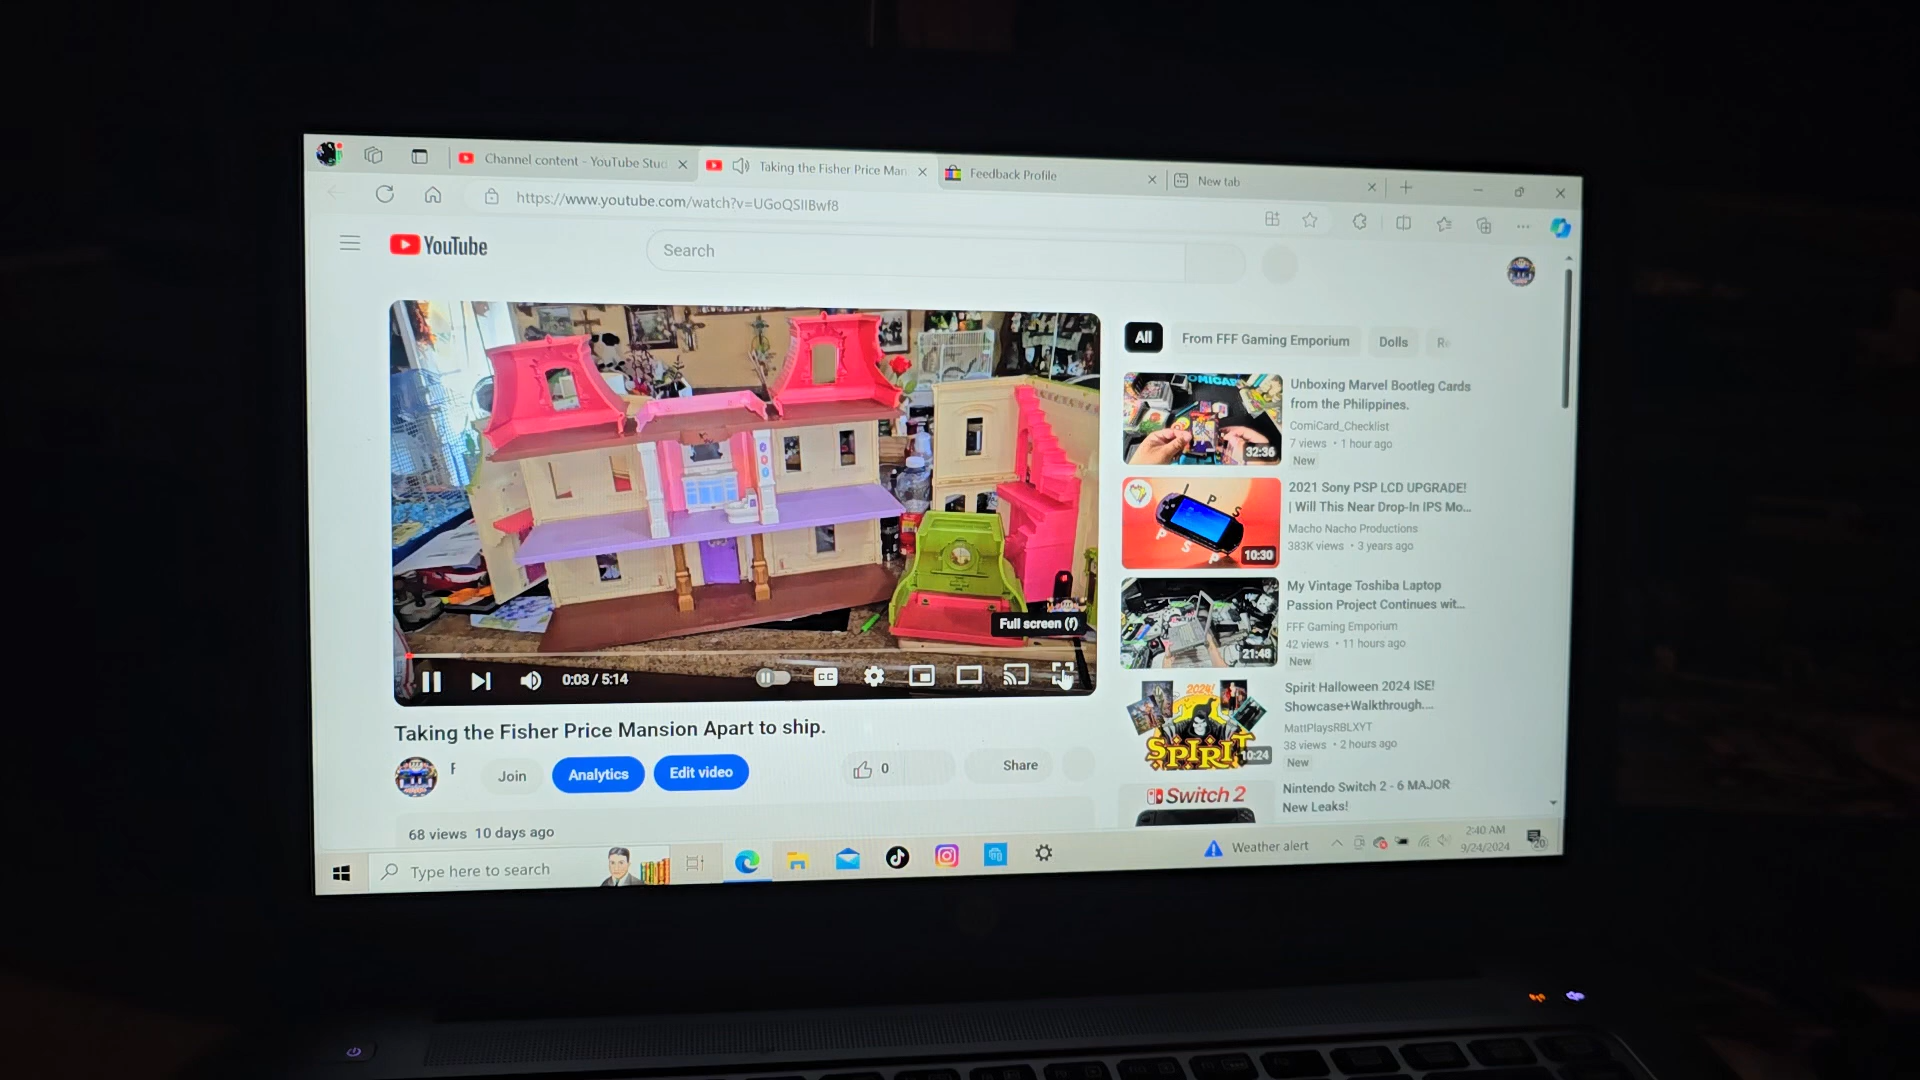 Channel content - YouTube Stud
Taking the Fisher Price Man
Feedback Profile
New tab
https://www.youtube.com/watch?v=UGoQSIIBwf8
YouTube
Search
All
From FFF Gaming Emporium
Dolls
Re
Full screen (f)
0:03 / 5:14
CC
Taking the Fisher Price Mansion Apart to ship.
F
Join
Analytics
Edit video
0
Share
68 views 10 days ago
32:36
Unboxing Marvel Bootleg Cards
from the Philippines.
ComiCard_Checklist
7 views • 1 hour ago
New
I P S
P S P
10:30
2021 Sony PSP LCD UPGRADE!
| Will This Near Drop-In IPS Mo...
Macho Nacho Productions
383K views • 3 years ago
21:48
My Vintage Toshiba Laptop
Passion Project Continues wit...
FFF Gaming Emporium
42 views • 11 hours ago
New
2024!
SPIRIT
10:24
Spirit Halloween 2024 ISE!
Showcase+Walkthrough....
MattPlaysRBLXYT
38 views • 2 hours ago
New
Switch 2
Nintendo Switch 2 - 6 MAJOR
New Leaks!
Type here to search
Weather alert
2:40 AM
9/24/2024
20